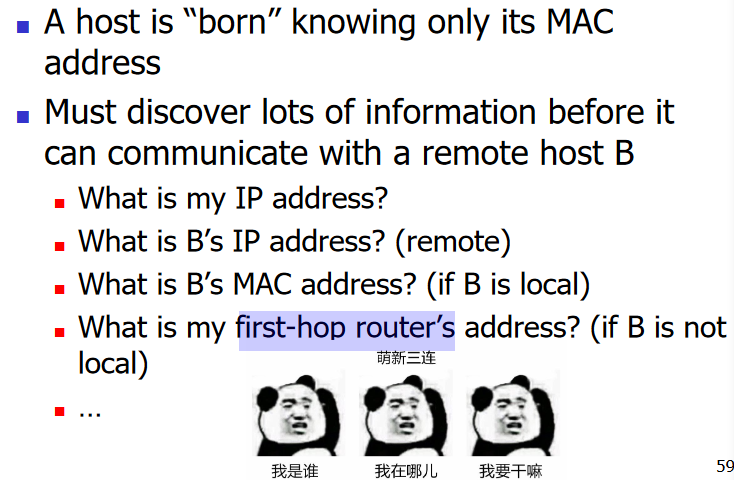 A host is “born” knowing only its MAC
address
Must discover lots of information before it
can communicate with a remote host B
What is my IP address?
What is B’s IP address? (remote)
What is B’s MAC address? (if B is local)
What is my first-hop router’s address? (if B is not
local)
萌新三连
...
我是谁 我在哪儿 我要干嘛
59